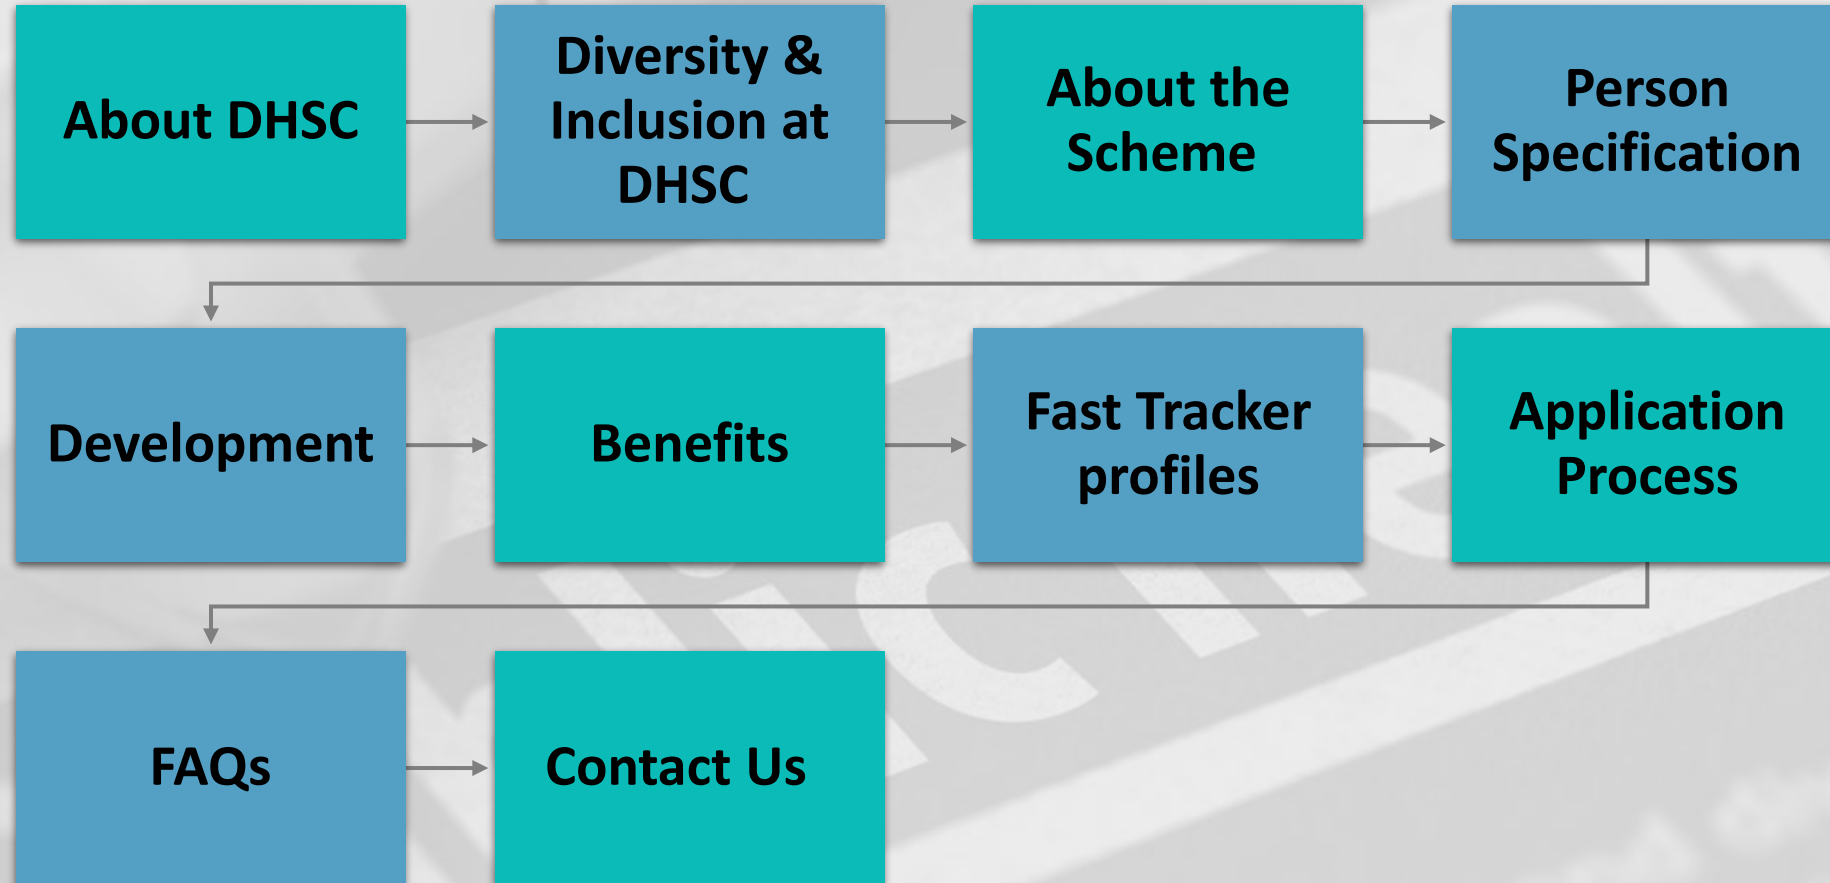 About DHSC
Diversity &
Inclusion at
DHSC
About the
Scheme
Person
Specification
Development
Benefits
Fast Tracker
profiles
Application
Process
FAQs
Contact Us